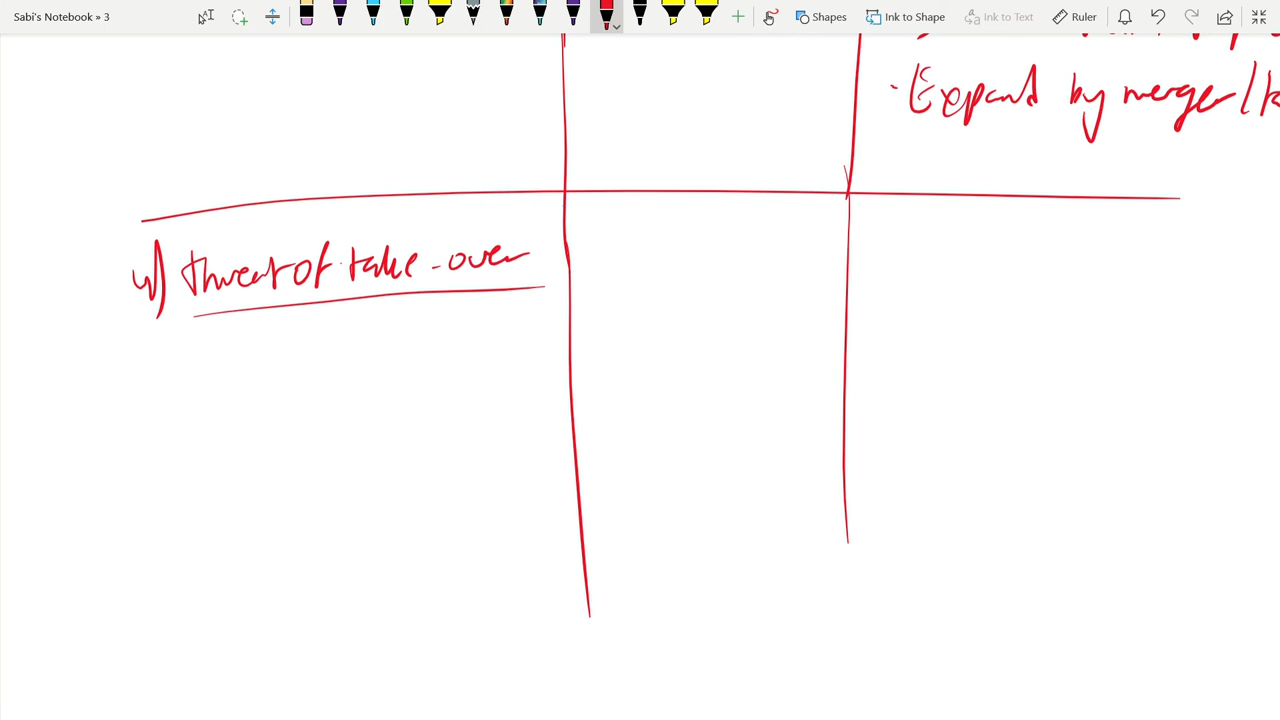 Sabi's Notebook » 3
Shapes
Ink to Shape
Ink to Text
Ruler
· Expand by merger/
4) threat of take-over